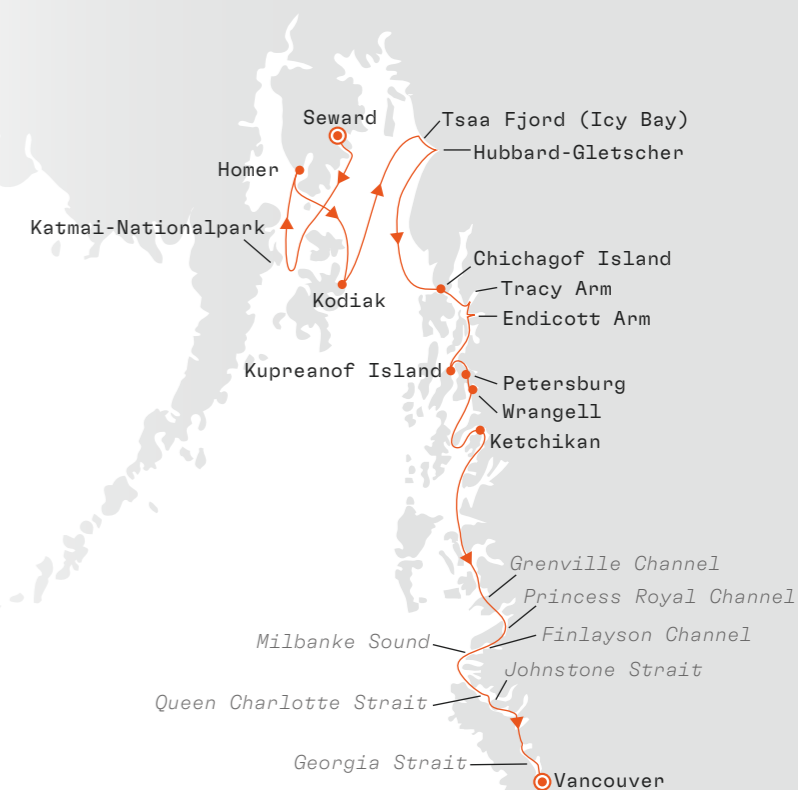 Seward
Tsaa Fjord (Icy Bay)
Hubbard-Gletscher
Homer
Katmai-Nationalpark
Chichagof Island
Tracy Arm
Kodiak
Endicott Arm
Kupreanof Island
Petersburg
Wrangell
Ketchikan
Grenville Channel
Princess Royal Channel
Finlayson Channel
Milbanke Sound
Johnstone Strait
Queen Charlotte Strait
Georgia Strait
Vancouver